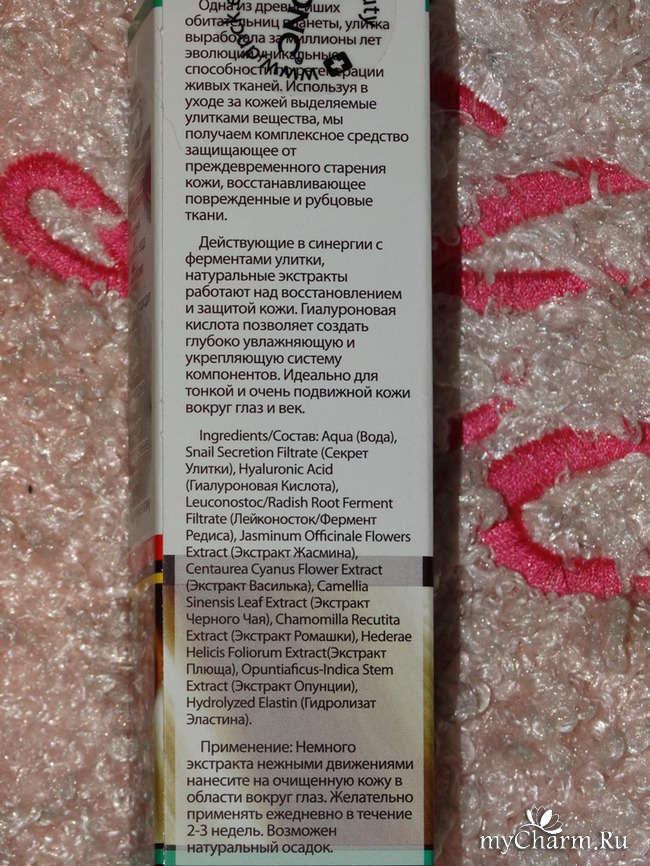 Одна из древнейших
обитательниц планеты, улитка
выработала за миллионы лет
эволюции уникальные
способности к регенерации
живых тканей. Используя в
уходе за кожей выделяемые
улитками вещества, мы
получаем комплексное средство
защищающее от
преждевременного старения
кожи, восстанавливающее
поврежденные и рубцовые
ткани.
Действующие в синергии с
ферментами улитки,
натуральные экстракты
работают над восстановлением
и защитой кожи. Гиалуроновая
кислота позволяет создать
глубоко увлажняющую и
укрепляющую систему
компонентов. Идеально для
тонкой и очень подвижной кожи
вокруг глаз и век.
Ingredients/Состав: Aqua (Вода),
Snail Secretion Filtrate (Секрет
Улитки), Hyaluronic Acid
(Гиалуроновая Кислота),
Leuconostoc/Radish Root Ferment
Filtrate (Лейконосток/Фермент
Редиса), Jasminum Officinale Flowers
Extract (Экстракт Жасмина),
Centaurea Cyanus Flower Extract
(Экстракт Василька), Camellia
Sinensis Leaf Extract (Экстракт
Черного Чая), Chamomilla Recutita
Extract (Экстракт Ромашки), Hederae
Helicis Foliorum Extract(Экстракт
Плюща), Opuntiaficus-Indica Stem
Extract (Экстракт Опунции),
Hydrolyzed Elastin (Гидролизат
Эластина).
Применение: Немного
экстракта нежными движениями
нанесите на очищенную кожу в
области вокруг глаз. Желательно
применять ежедневно в течение
2-3 недель. Возможен
натуральный осадок.
DNC
myCharm.Ru